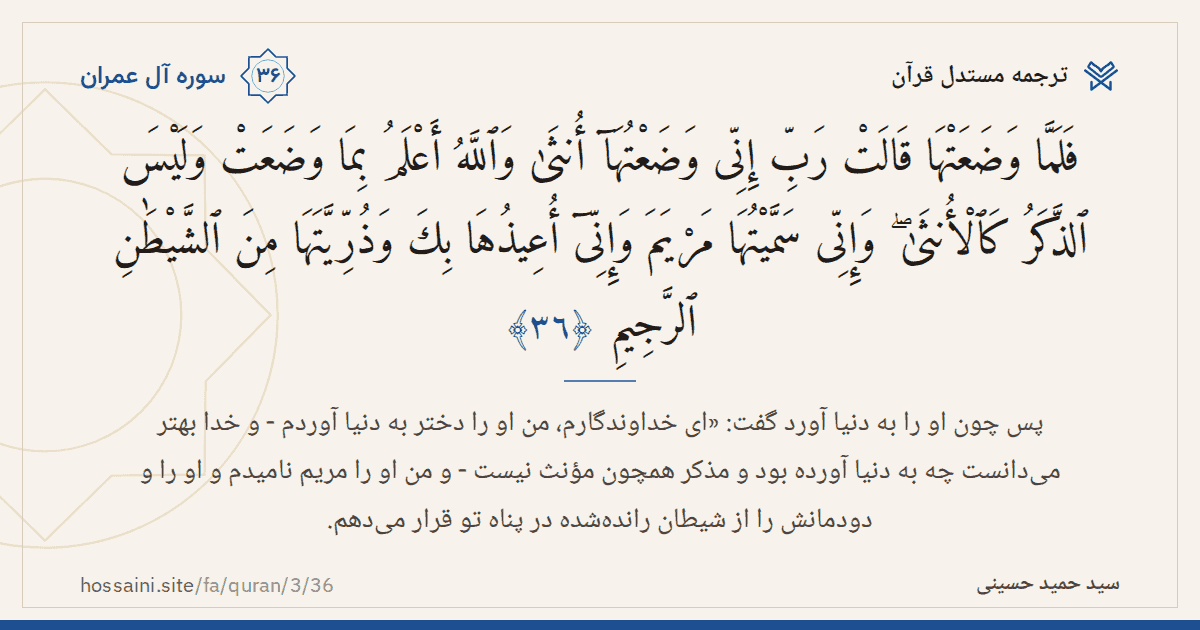 ترجمه مستدل قرآن
۳۶ سوره آل عمران
فَلَمَّا وَضَعَتْهَا قَالَتْ رَبِّ إِنِّى وَضَعْتُهَآ أُنثَىٰ وَٱللَّهُ أَعْلَمُ بِمَا وَضَعَتْ وَلَيْسَ
ٱلذَّكَرُ كَٱلْأُنثَىٰ ۖ وَإِنِّى سَمَّيْتُهَا مَرْيَمَ وَإِنِّىٓ أُعِيذُهَا بِكَ وَذُرِّيَّتَهَا مِنَ ٱلشَّيْطَٰنِ
ٱلرَّجِيمِ ﴿٣٦﴾
پس چون او را به دنیا آورد گفت: «ای خداوندگارم، من او را دختر به دنیا آوردم - و خدا بهتر
می‌دانست چه به دنیا آورده بود و مذکر همچون مؤنث نیست - و من او را مریم نامیدم و او را و
دودمانش را از شیطان رانده‌شده در پناه تو قرار می‌دهم.
سید حمید حسینی
hossaini.site/fa/quran/3/36